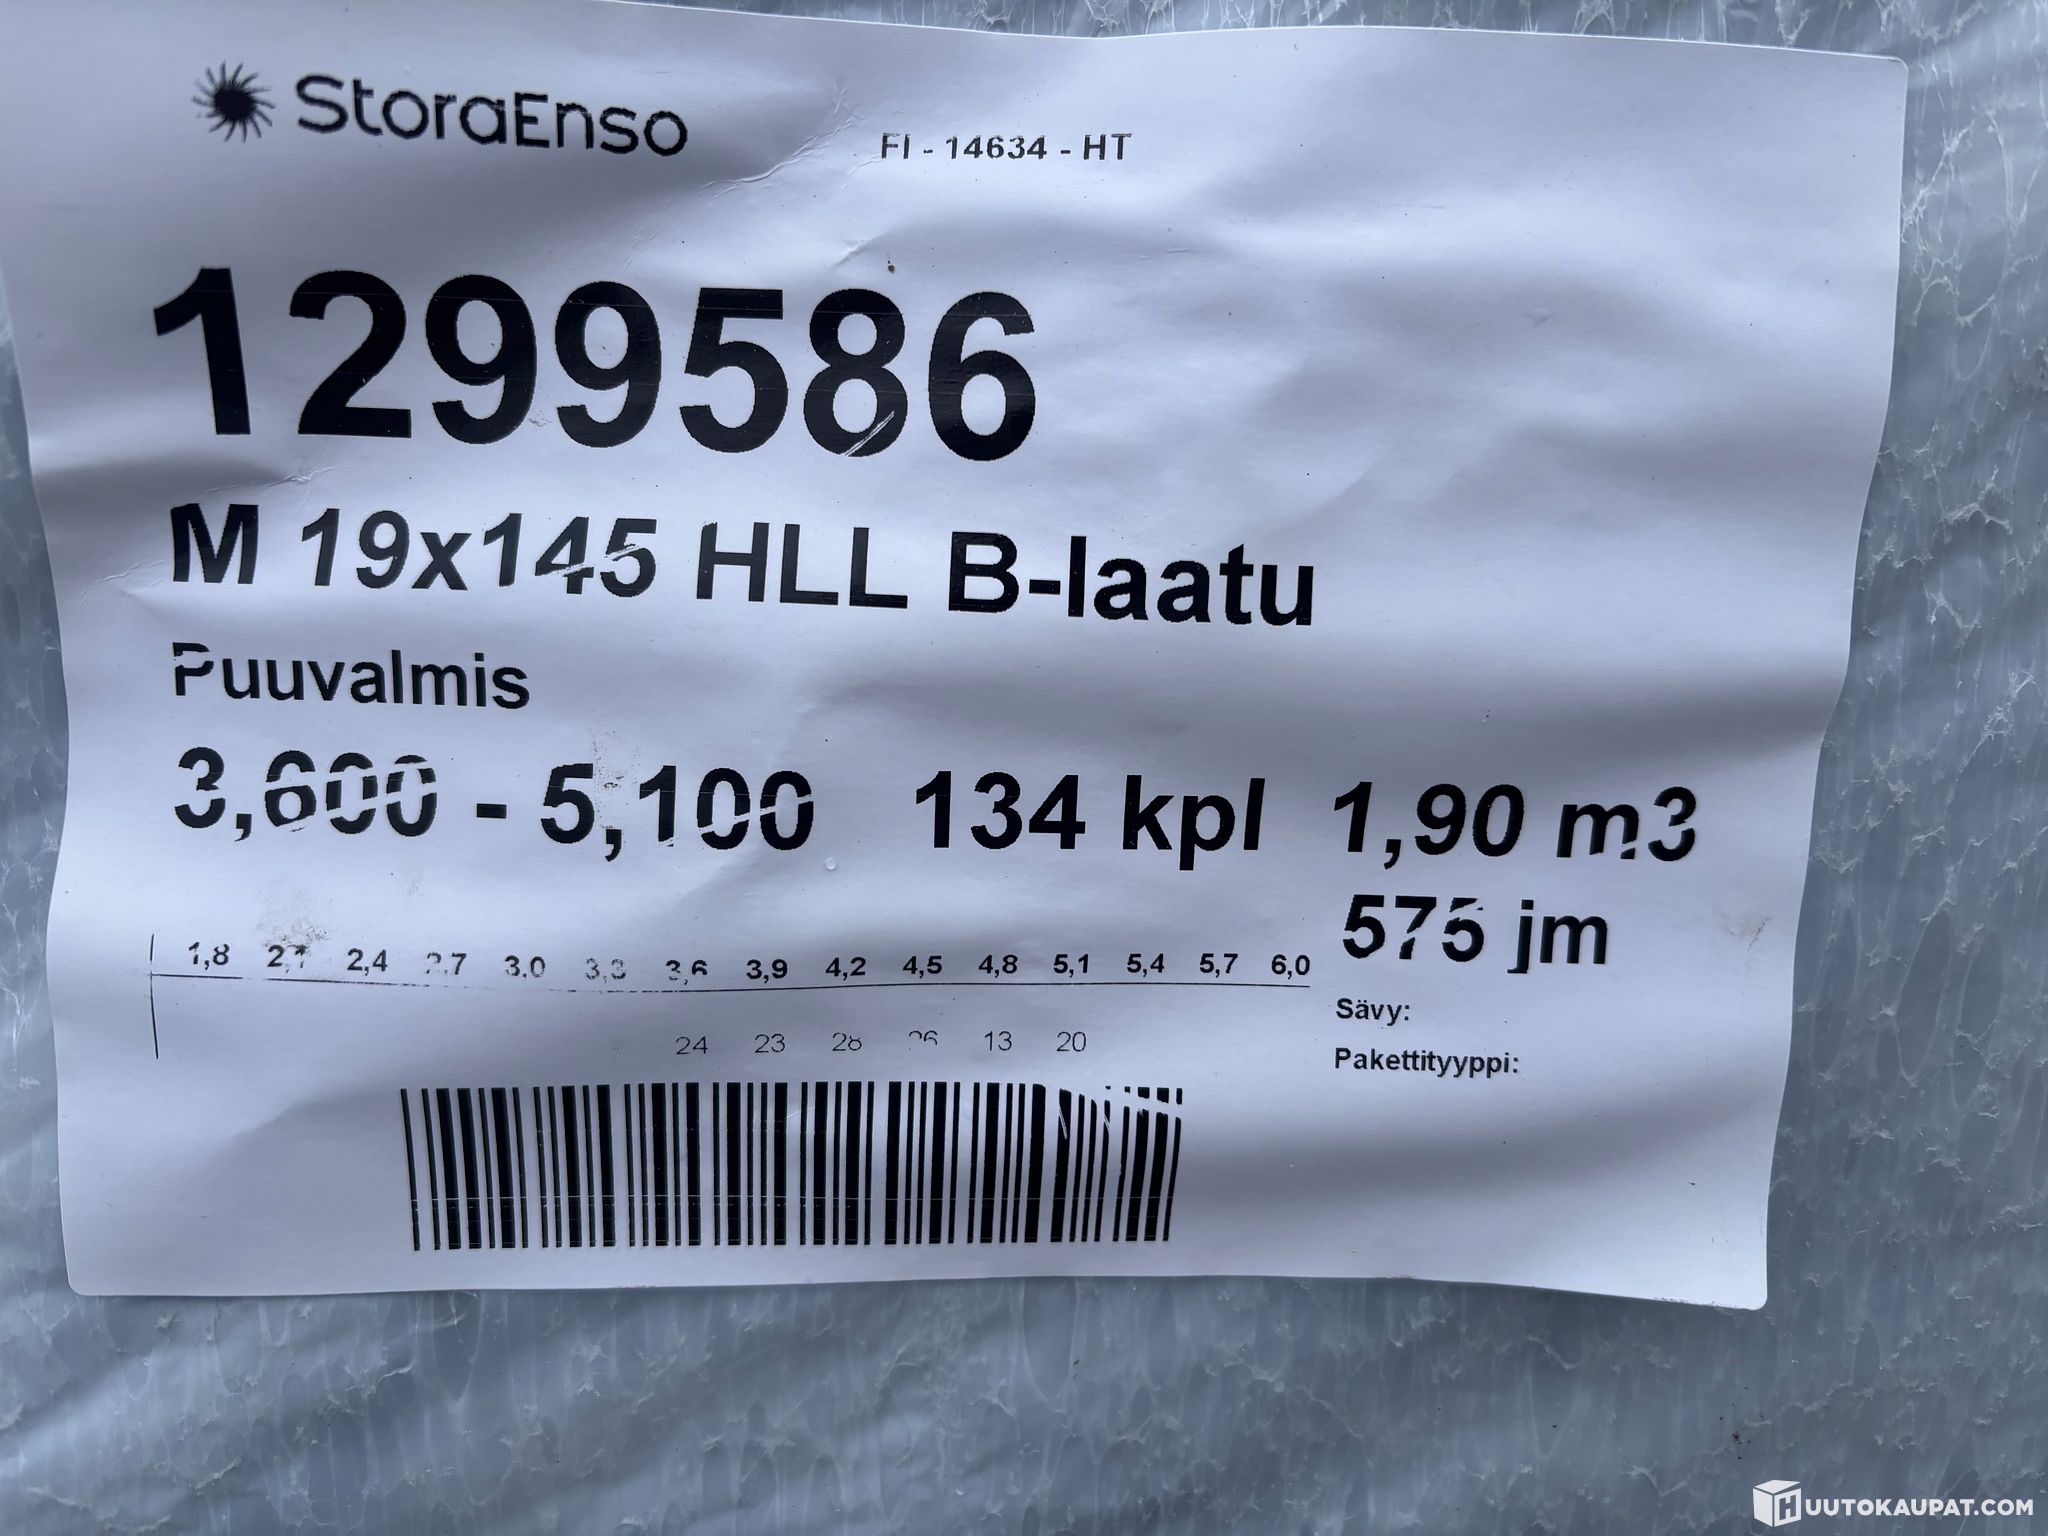 StoraEnso
FI - 14634 - HT
1299586
M 19x145 HLL B-laatu
Puuvalmis
3,600 - 5,100 134 kpl 1,90 m3
575 jm
1,8 2,1 2,4 2,7 3,0 3,3 3,6 3,9 4,2 4,5 4,8 5,1 5,4 5,7 6,0
Sävy:
24 23 28 26 13 20
Pakettityyppi:
HUUTOKAUPAT.COM